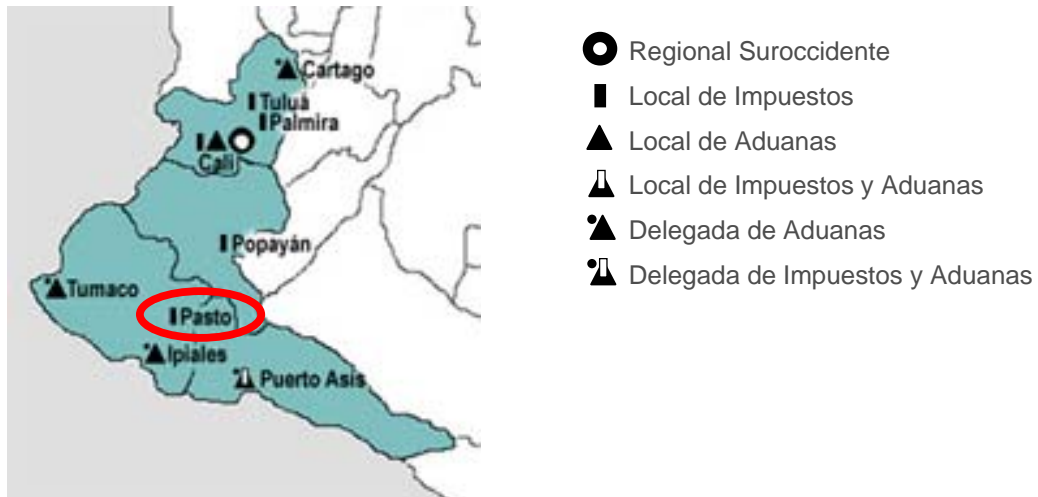 Cartago
Tuluá
Palmira
Cali
Popayán
Tumaco
Pasto
Ipiales
Puerto Asís
Regional Suroccidente
Local de Impuestos
Local de Aduanas
Local de Impuestos y Aduanas
Delegada de Aduanas
Delegada de Impuestos y Aduanas